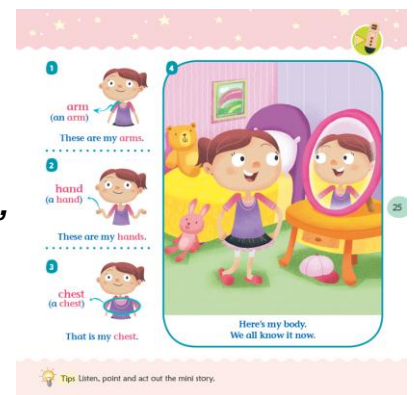 1
arm
(an arm)
These are my arms.
2
hand
(a hand)
These are my hands.
3
chest
(a chest)
That is my chest.
4
Here's my body.
We all know it now.
25
,
Tips Listen, point and act out the mini story.